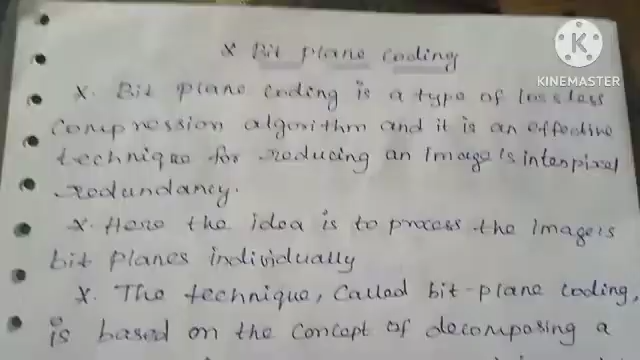 x Bit plane coding
KINEMASTER
x. Bit plane coding is a type of lossless
compression algorithm and it is an effective
technique for reducing an image's interpixel
redundancy.
x. Here the idea is to process the image's
bit planes individually
x. The technique, called bit-plane coding,
is based on the concept of decomposing a